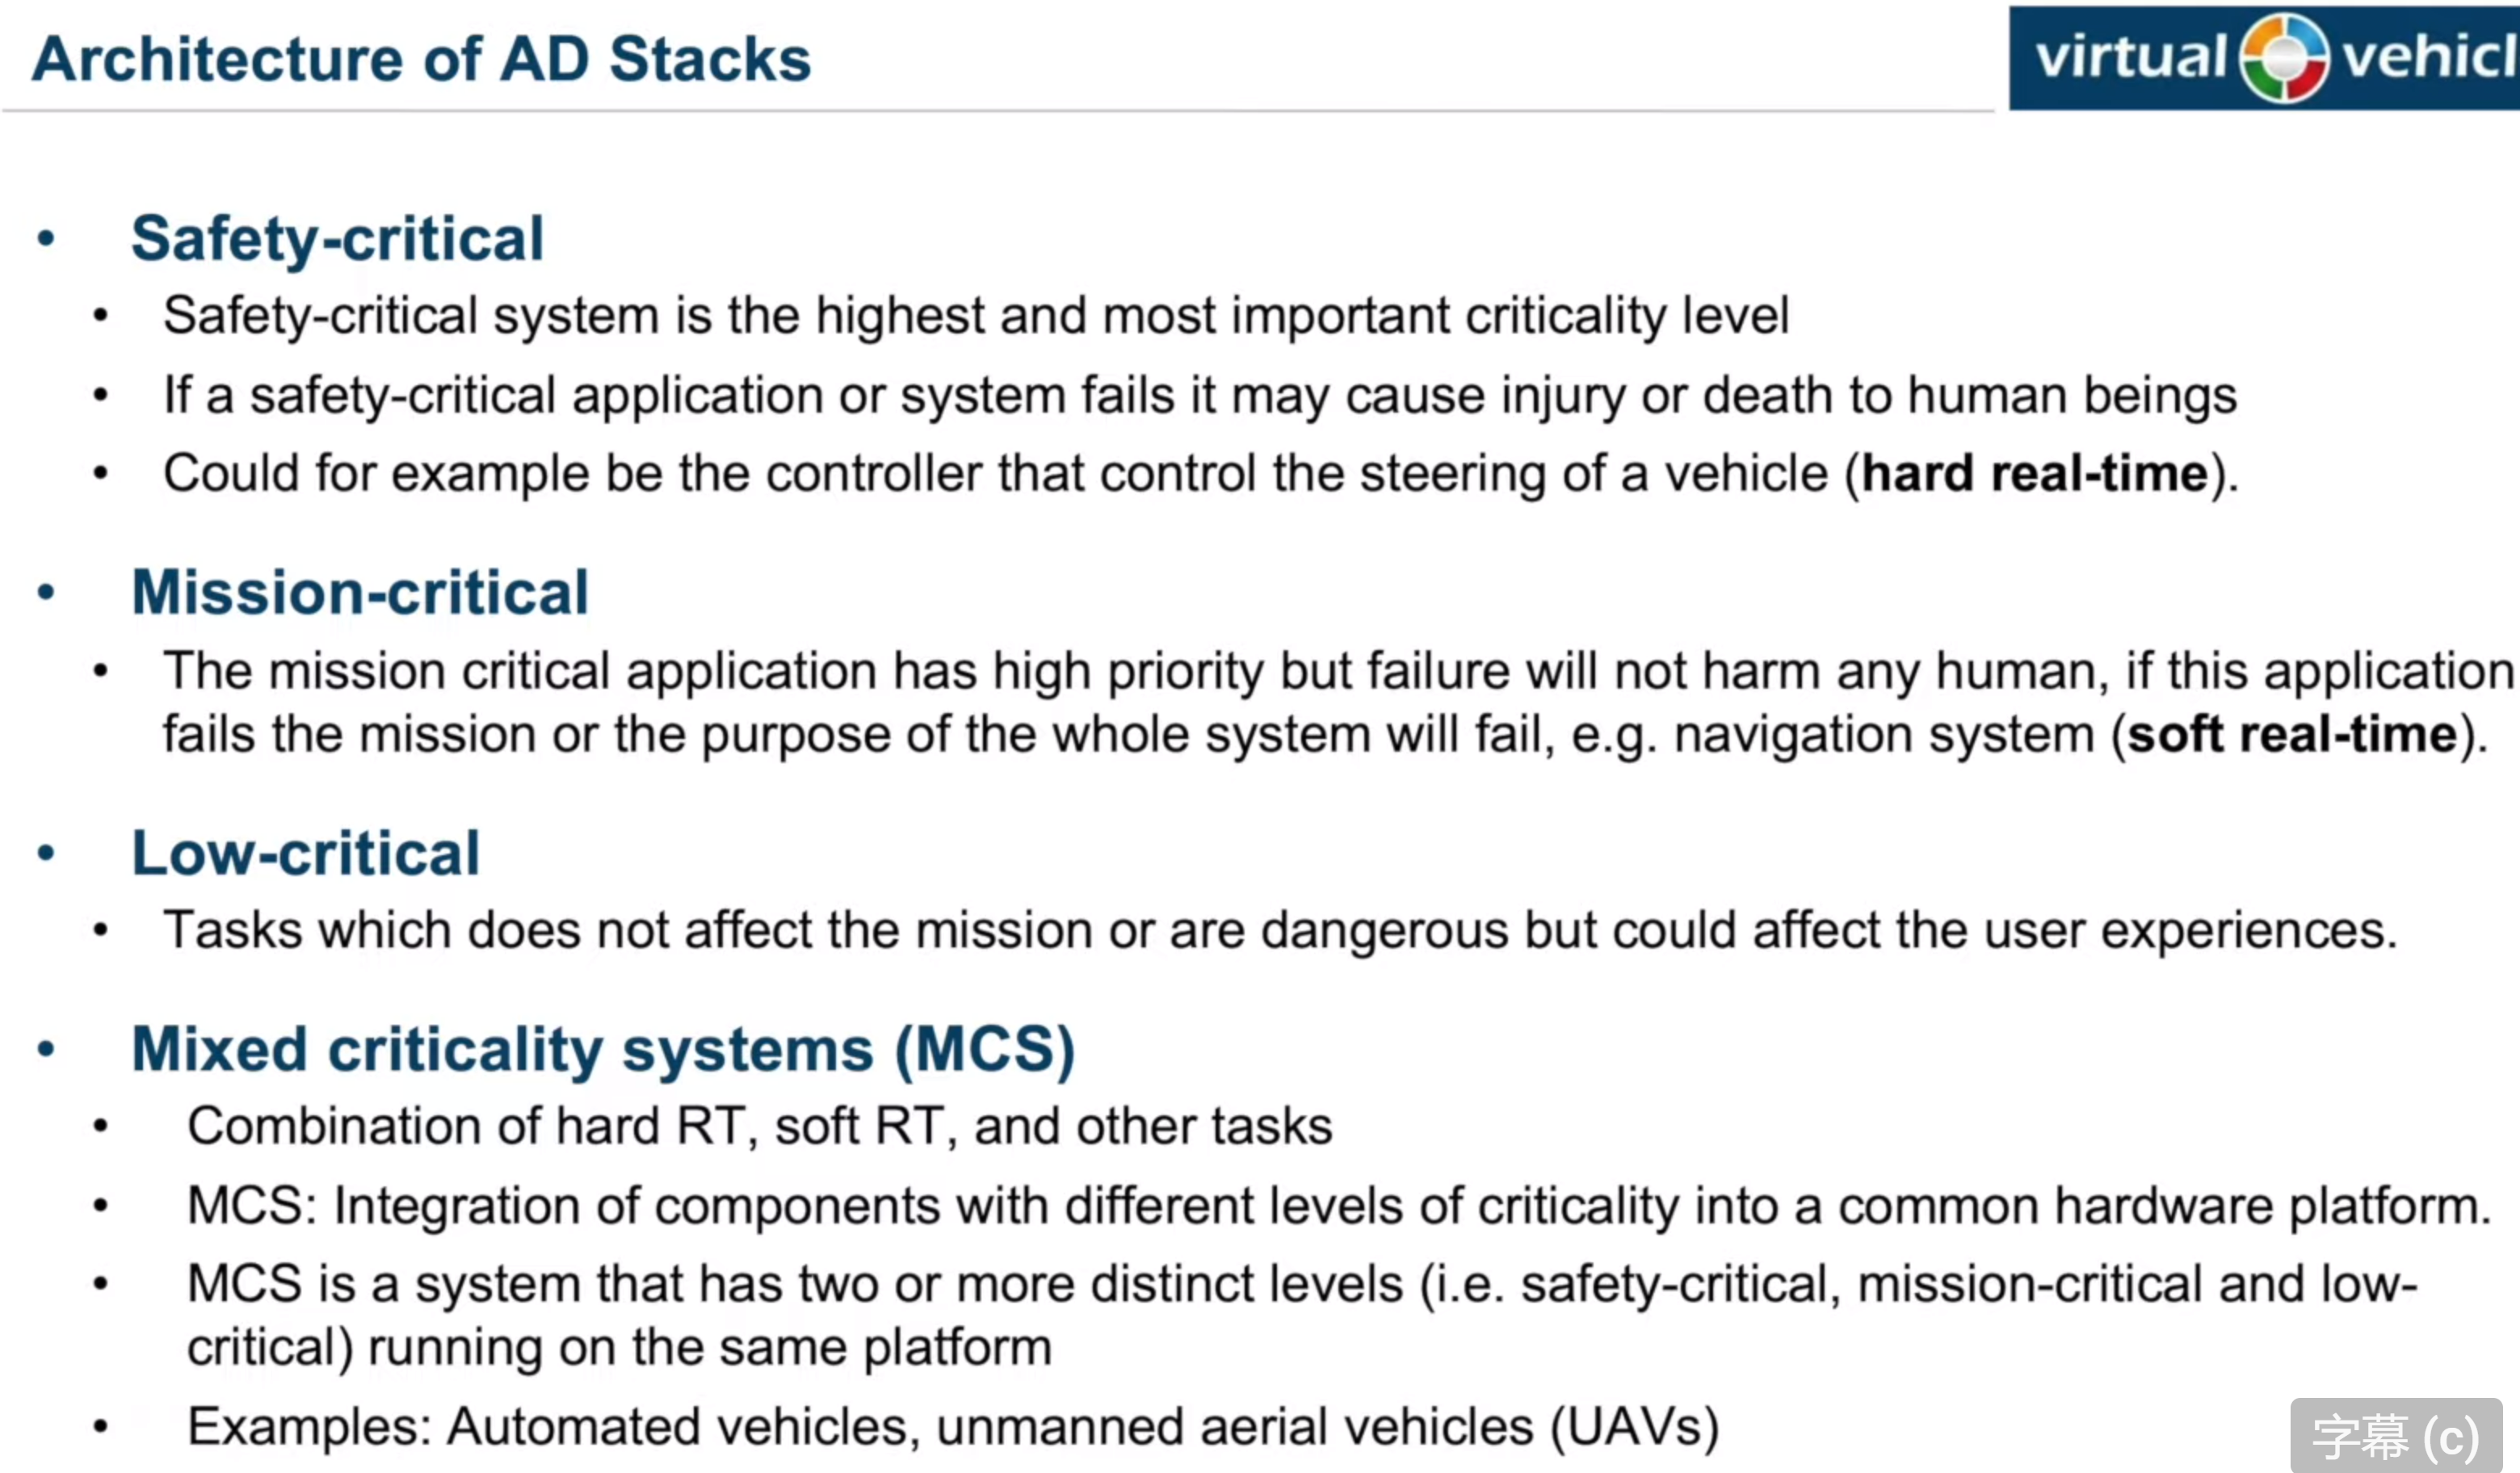 Architecture of AD Stacks
virtual vehicl
• Safety-critical
• Safety-critical system is the highest and most important criticality level
• If a safety-critical application or system fails it may cause injury or death to human beings
• Could for example be the controller that control the steering of a vehicle (hard real-time).
• Mission-critical
• The mission critical application has high priority but failure will not harm any human, if this application
fails the mission or the purpose of the whole system will fail, e.g. navigation system (soft real-time).
• Low-critical
• Tasks which does not affect the mission or are dangerous but could affect the user experiences.
• Mixed criticality systems (MCS)
• Combination of hard RT, soft RT, and other tasks
• MCS: Integration of components with different levels of criticality into a common hardware platform.
• MCS is a system that has two or more distinct levels (i.e. safety-critical, mission-critical and low-
critical) running on the same platform
• Examples: Automated vehicles, unmanned aerial vehicles (UAVs)
字幕 (c)